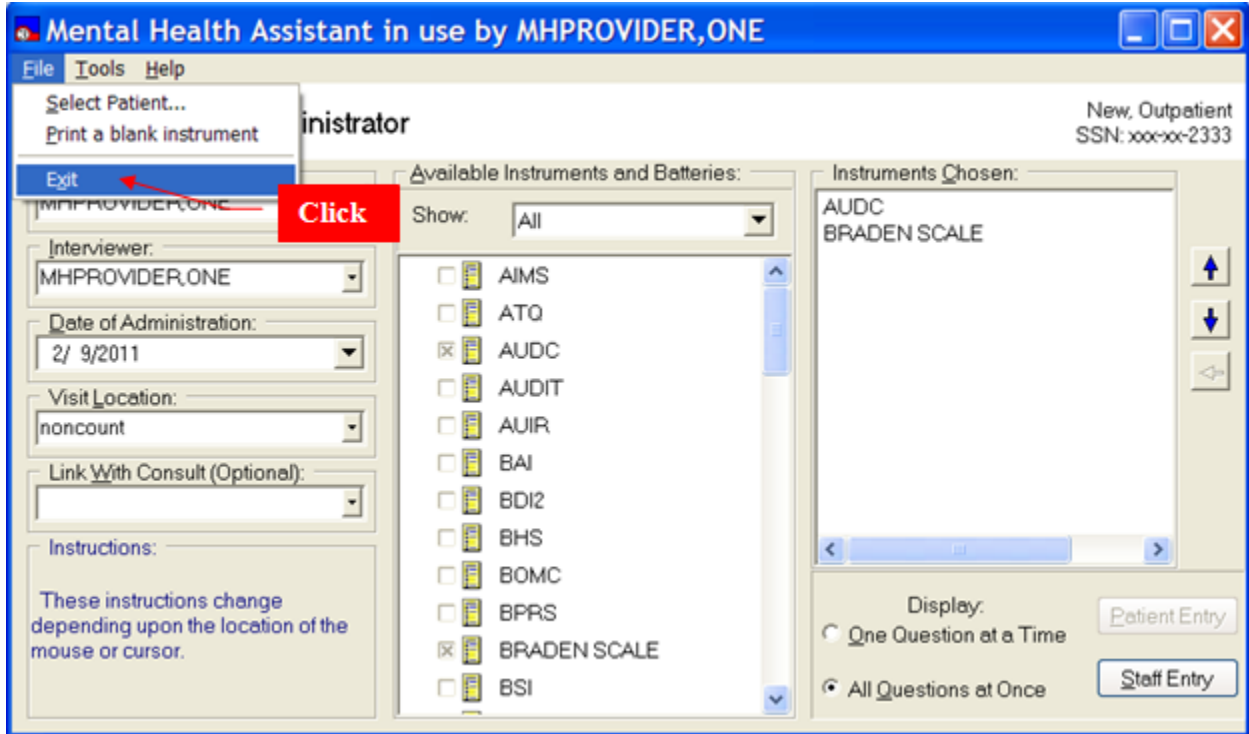 Mental Health Assistant in use by MHPROVIDER,ONE
File Tools Help
Select Patient...
Print a blank instrument
Exit
Click
inistrator
New, Outpatient
SSN: xxx-xx-2333
MHPROVIDER,ONE
Interviewer:
MHPROVIDER,ONE
Date of Administration:
2/ 9/2011
Visit Location:
noncount
Link With Consult (Optional):
Instructions:
These instructions change
depending upon the location of the
mouse or cursor.
Available Instruments and Batteries:
Show: All
AIMS
ATQ
AUDC
AUDIT
AUIR
BAI
BDI2
BHS
BOMC
BPRS
BRADEN SCALE
BSI
Instruments Chosen:
AUDC
BRADEN SCALE
Display:
One Question at a Time
All Questions at Once
Patient Entry
Staff Entry